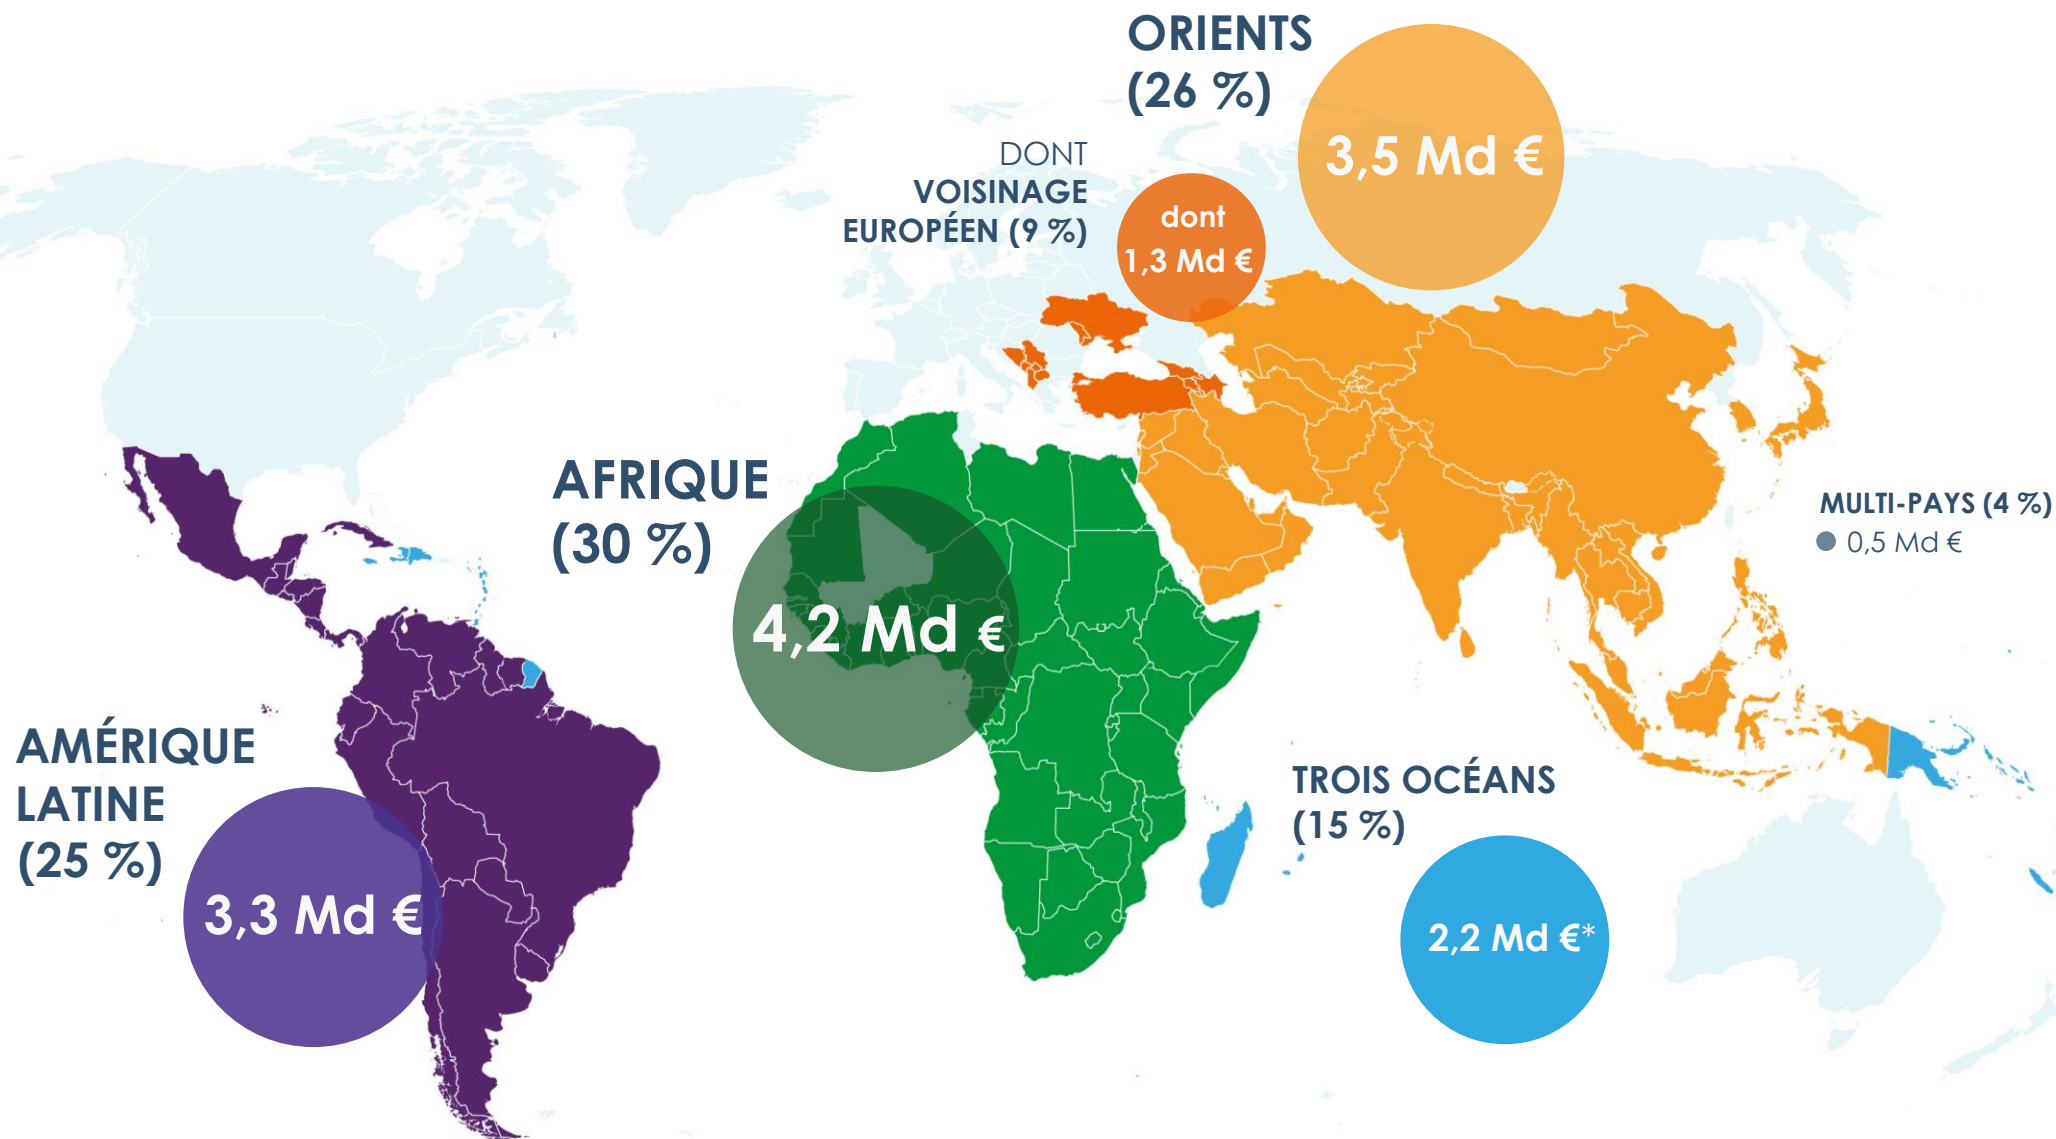 ORIENTS
(26 %)
3,5 Md €
DONT
VOISINAGE
EUROPÉEN (9 %)
dont
1,3 Md €
AFRIQUE
(30 %)
4,2 Md €
MULTI-PAYS (4 %)
0,5 Md €
AMÉRIQUE
LATINE
(25 %)
3,3 Md €
TROIS OCÉANS
(15 %)
2,2 Md €*